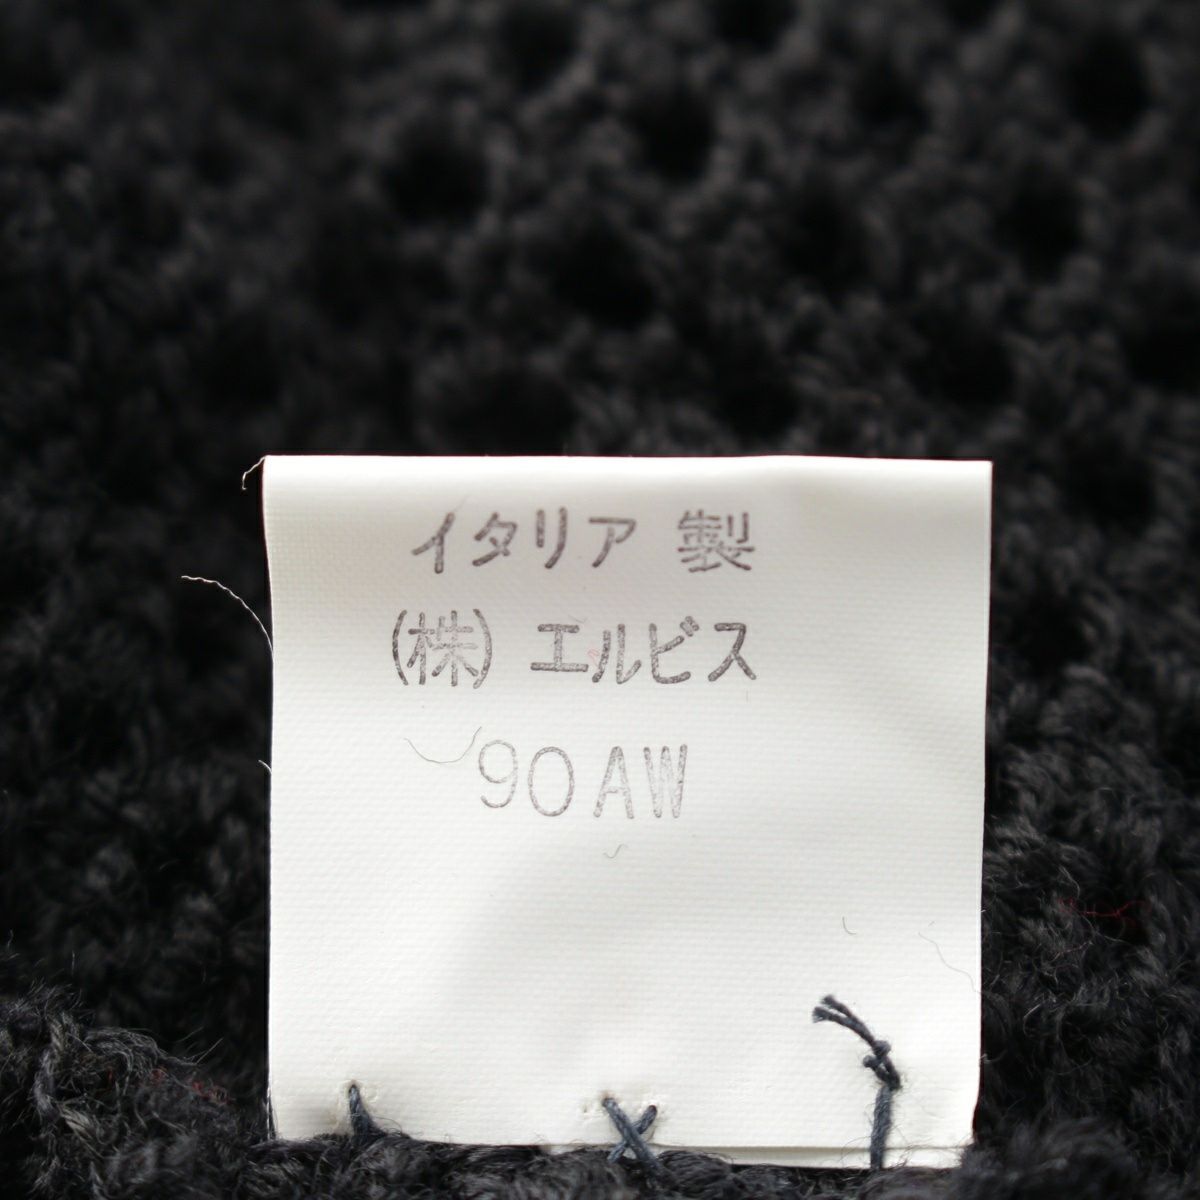 イタリア 製
(株) エルビス
90AW